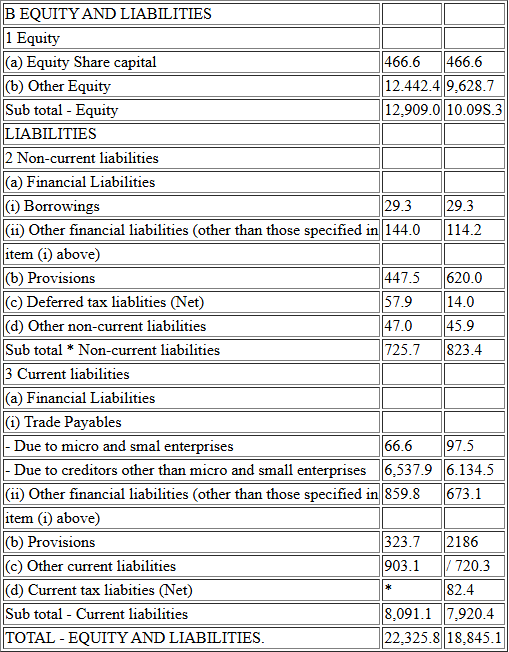 B EQUITY AND LIABILITIES
1 Equity
(a) Equity Share capital 466.6 466.6
(b) Other Equity 12.442.4 9,628.7
Sub total - Equity 12,909.0 10.09S.3
LIABILITIES
2 Non-current liabilities
(a) Financial Liabilities
(i) Borrowings 29.3 29.3
(ii) Other financial liabilities (other than those specified in 144.0 114.2
item (i) above)
(b) Provisions 447.5 620.0
(c) Deferred tax liablities (Net) 57.9 14.0
(d) Other non-current liabilities 47.0 45.9
Sub total * Non-current liabilities 725.7 823.4
3 Current liabilities
(a) Financial Liabilities
(i) Trade Payables
- Due to micro and smal enterprises 66.6 97.5
- Due to creditors other than micro and small enterprises 6,537.9 6.134.5
(ii) Other financial liabilities (other than those specified in 859.8 673.1
item (i) above)
(b) Provisions 323.7 2186
(c) Other current liabilities 903.1 / 720.3
(d) Current tax liabities (Net) * 82.4
Sub total - Current liabilities 8,091.1 7,920.4
TOTAL - EQUITY AND LIABILITIES. 22,325.8 18,845.1